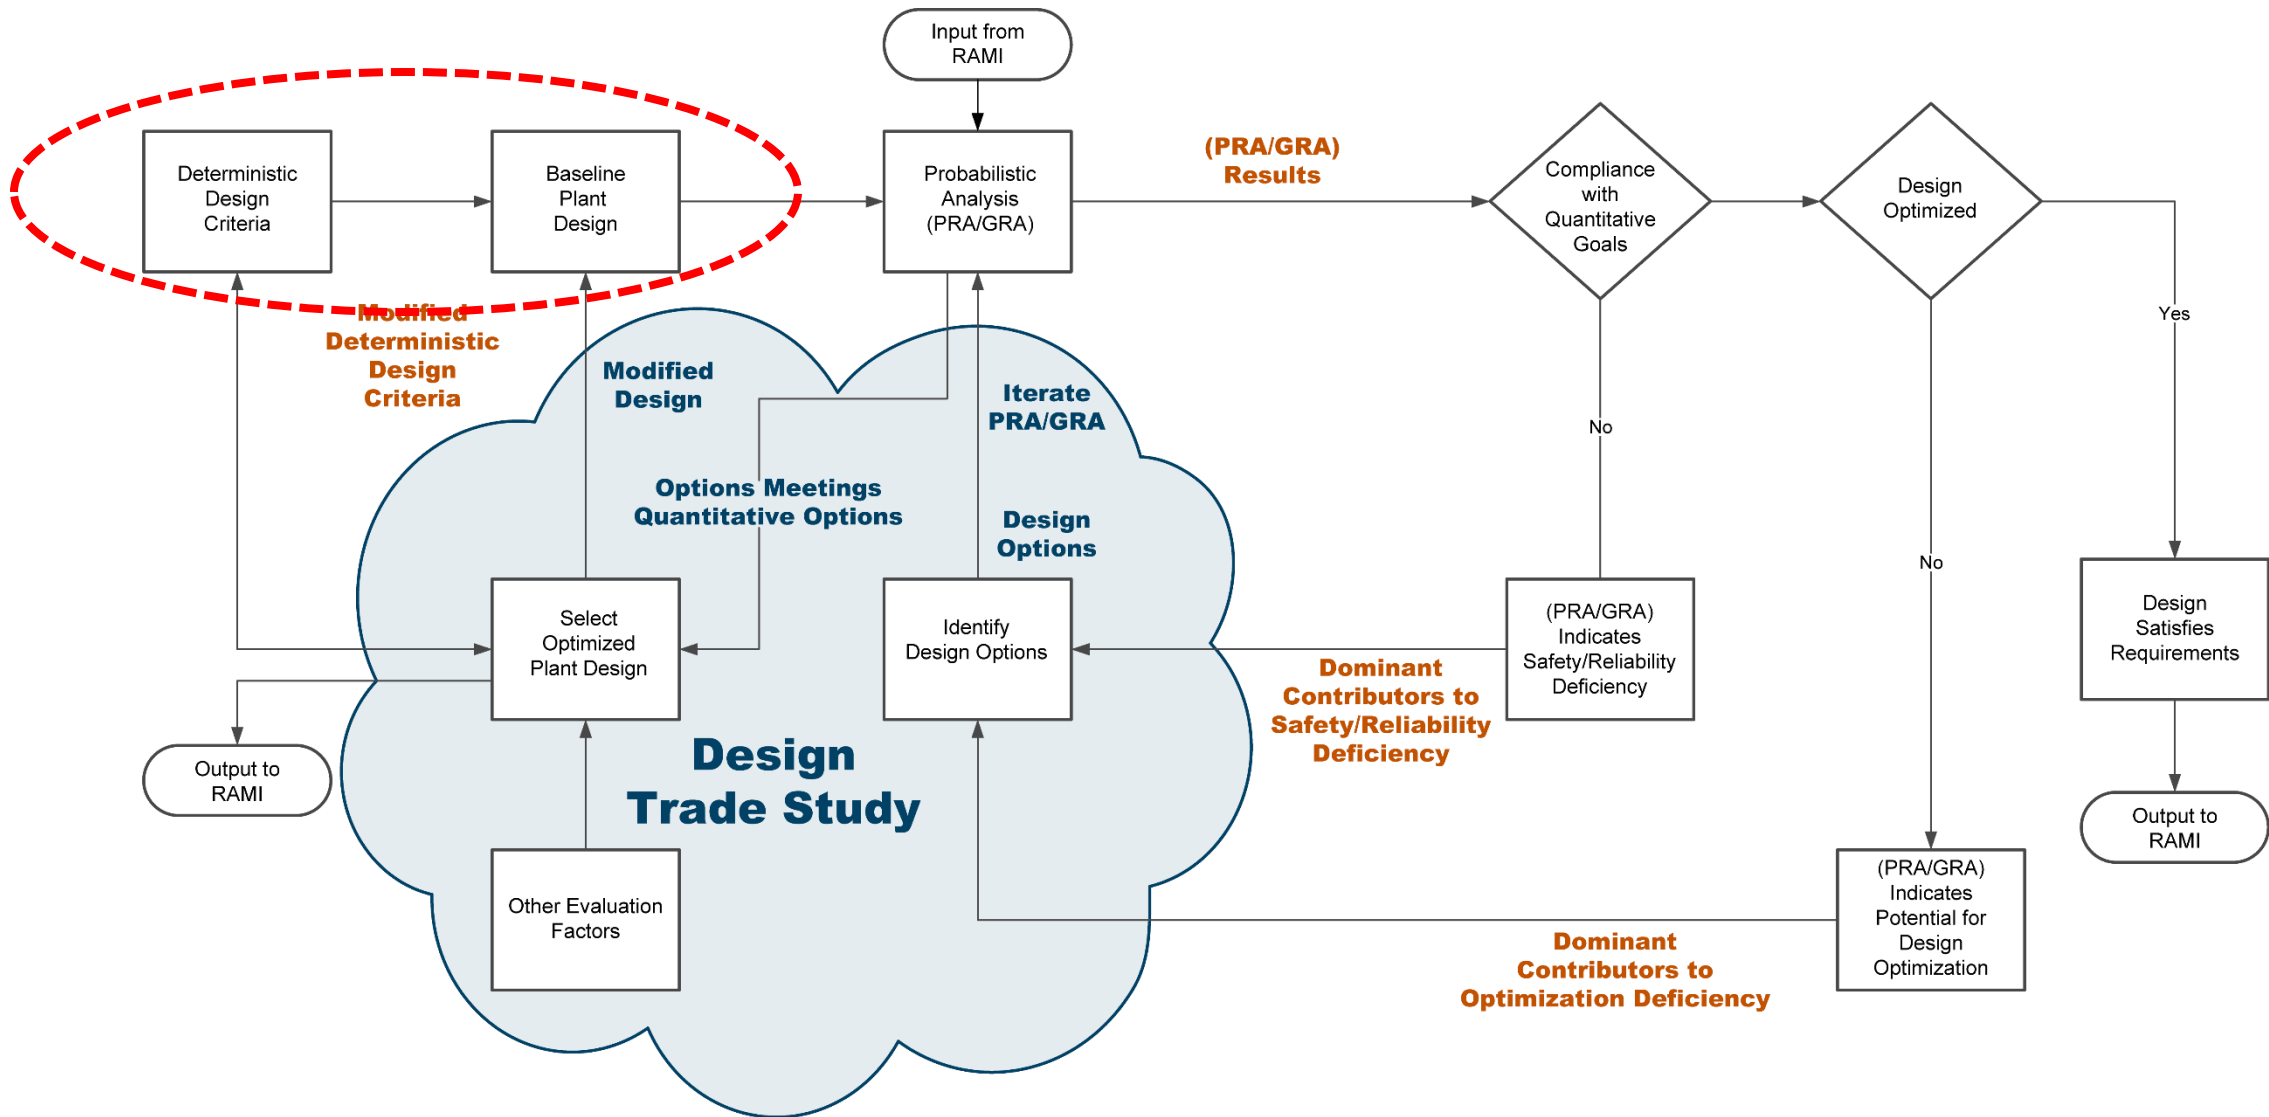 Input from
RAMI
Deterministic
Design
Criteria
Baseline
Plant
Design
Probabilistic
Analysis
(PRA/GRA)
(PRA/GRA)
Results
Compliance
with
Quantitative
Goals
Design
Optimized
Modified
Deterministic
Design
Criteria
Modified
Design
Iterate
PRA/GRA
Yes
No
Options Meetings
Quantitative Options
Design
Options
No
Select
Optimized
Plant Design
Identify
Design Options
(PRA/GRA)
Indicates
Safety/Reliability
Deficiency
Design
Satisfies
Requirements
Dominant
Contributors to
Safety/Reliability
Deficiency
Output to
RAMI
Design
Trade Study
Output to
RAMI
Other Evaluation
Factors
(PRA/GRA)
Indicates
Potential for
Design
Optimization
Dominant
Contributors to
Optimization Deficiency